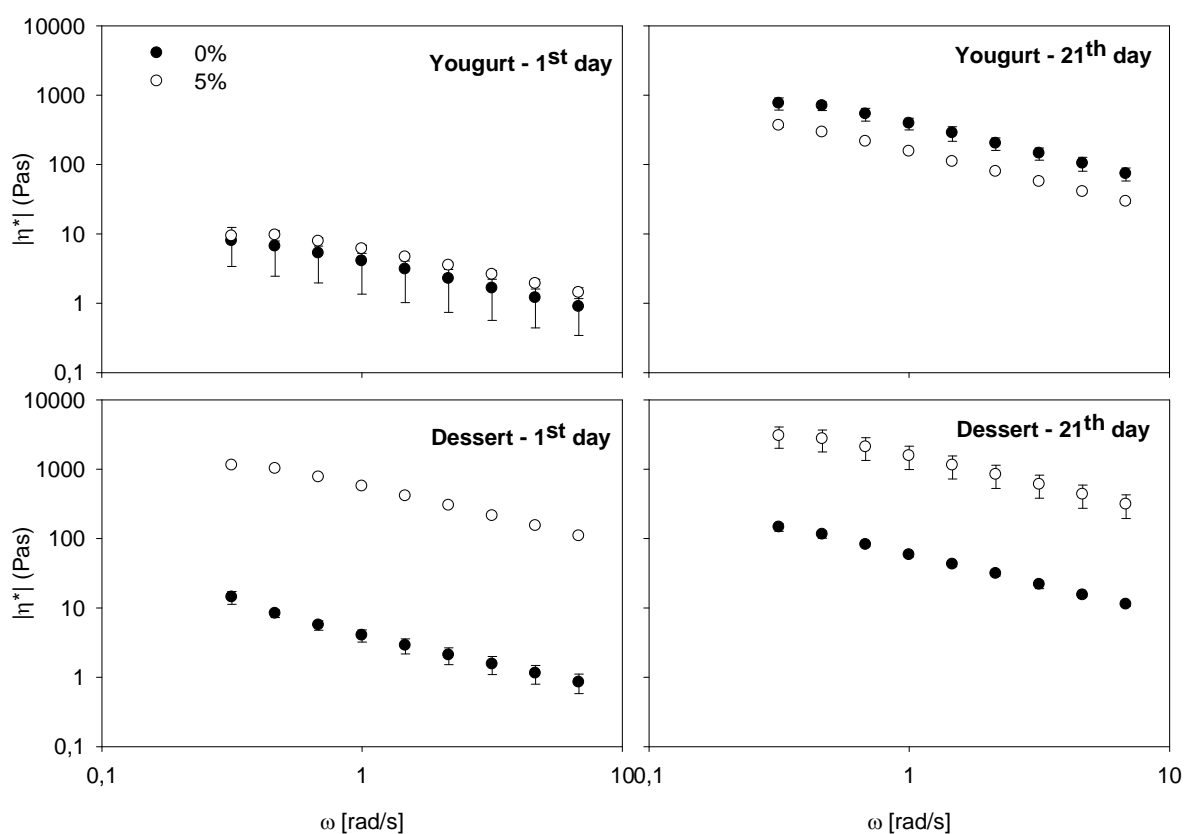 10000
1000
100
10
1
0,1
|η*| (Pas)
0%
5%
Yougurt - 1st day
Yougurt - 21th day
10000
1000
100
10
1
0,1
|η*| (Pas)
Dessert - 1st day
Dessert - 21th day
0,1 1 100,1 1 10
ω [rad/s] ω [rad/s]